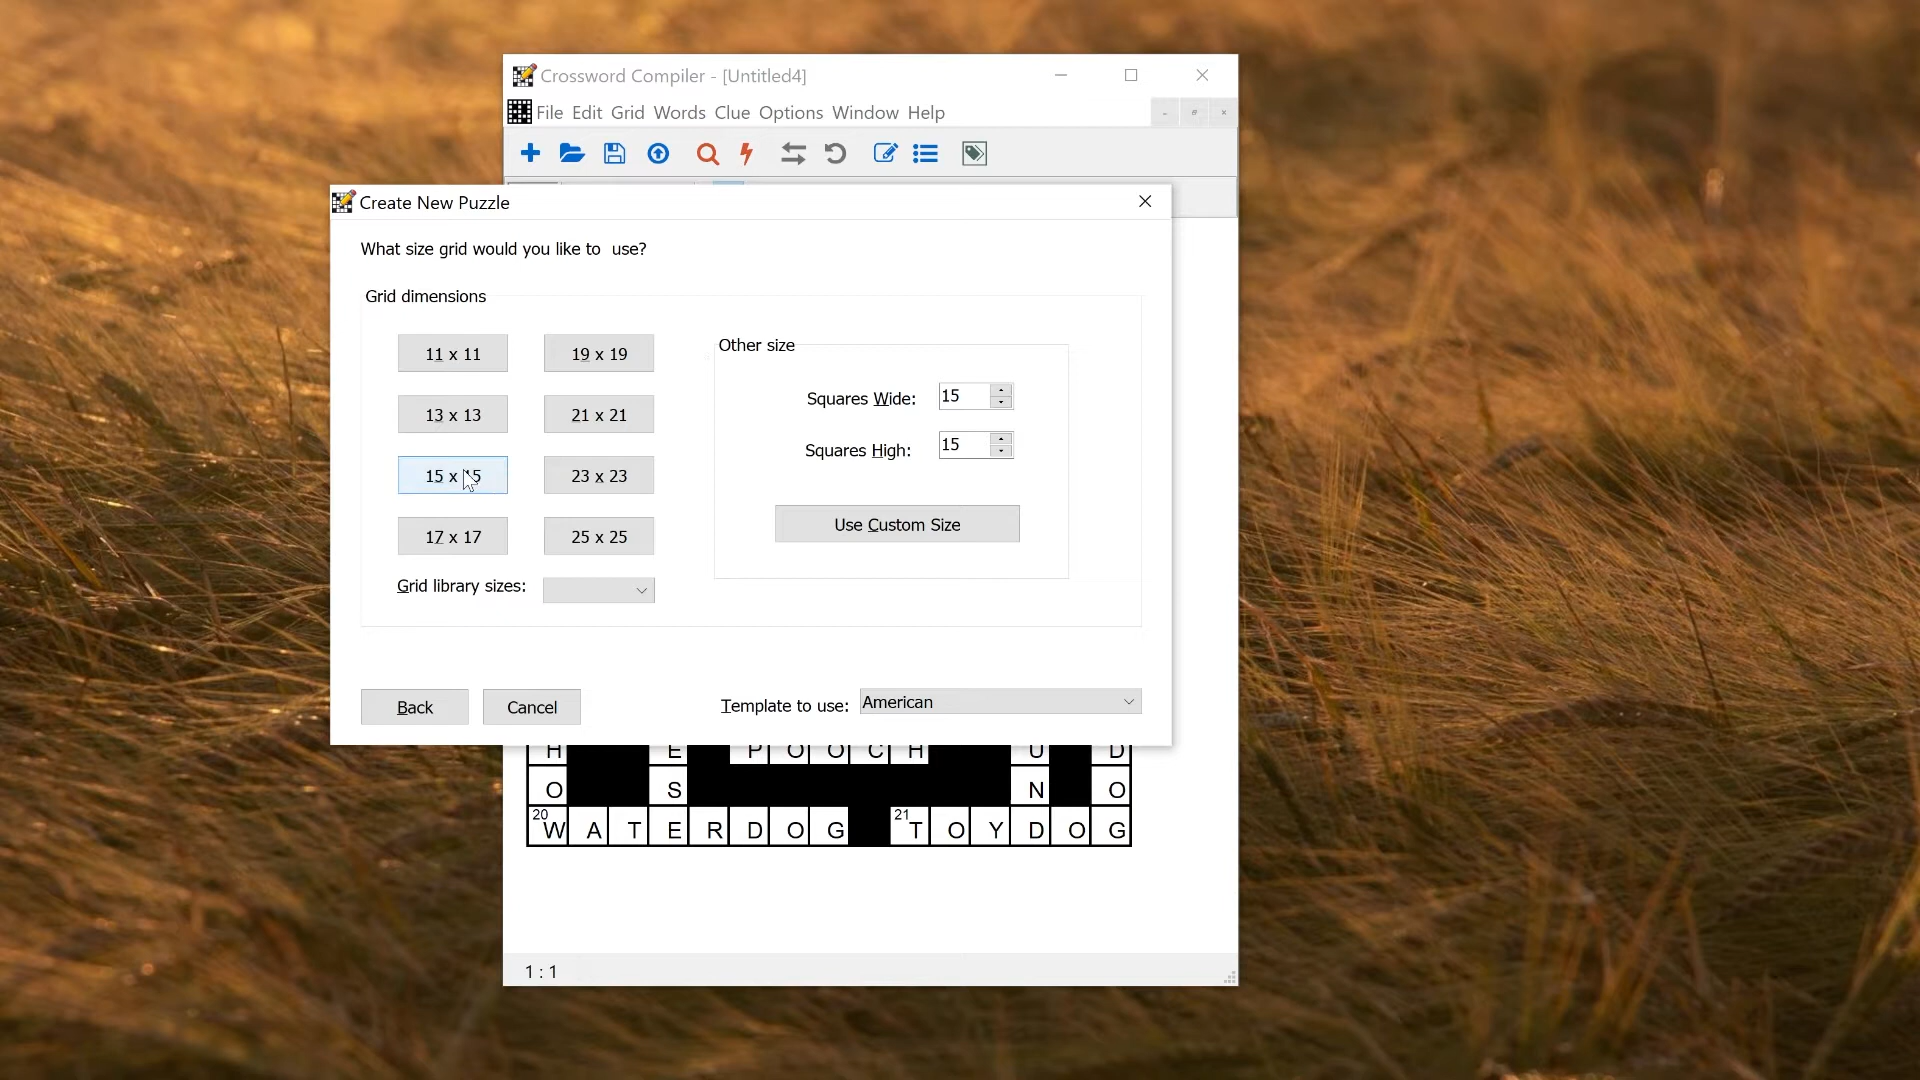 Crossword Compiler - [Untitled4]
File Edit Grid Words Clue Options Window Help
Create New Puzzle
What size grid would you like to use?
Grid dimensions
11 x 11
19 x 19
Other size
13 x 13
21 x 21
Squares Wide: 15
15 x 15
23 x 23
Squares High: 15
17 x 17
25 x 25
Use Custom Size
Grid library sizes:
Back
Cancel
Template to use: American
H E P O O C H U D
O S N O
20 W A T E R D O G 21 T O Y D O G
1 : 1